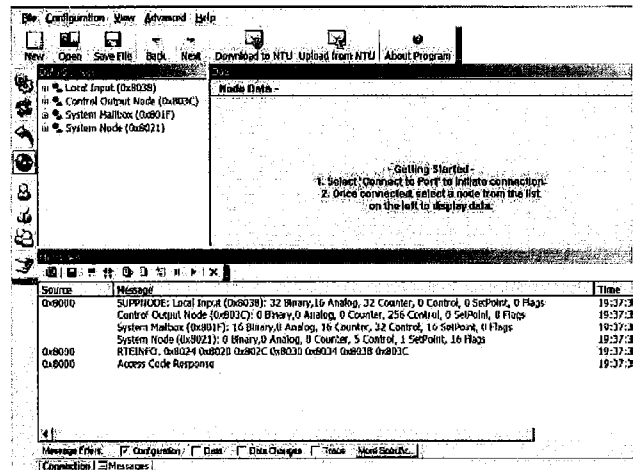 File Configuration View Advanced Help
New Open Save File Back Next Download to NTU Upload from NTU About Program
Local Input (0x8038)
Control Output Node (0x803C)
System Mailbox (0x801F)
System Node (0x8021)
Node Data -
- Getting Started -
1. Select 'Connect to Port' to initiate connection.
2. Once connected, select a node from the list
on the left to display data.
Source Message Time
0x8000 SUPPNODE: Local Input (0x8038): 32 Binary,16 Analog, 32 Counter, 0 Control, 0 SetPoint, 0 Flags 19:37:3
Control Output Node (0x803C): 0 Binary,0 Analog, 0 Counter, 256 Control, 0 SetPoint, 0 Flags 19:37:3
System Mailbox (0x801F): 16 Binary,0 Analog, 16 Counter, 32 Control, 16 SetPoint, 0 Flags 19:37:3
System Node (0x8021): 0 Binary,0 Analog, 0 Counter, 5 Control, 1 SetPoint, 16 Flags 19:37:3
0x8000 RTEINFO, 0x8024 0x8028 0x802C 0x8030 0x8034 0x8038 0x803C 19:37:3
0x8000 Access Code Response 19:37:3
Message Filters: Configuration Data Data Changes Trace More Specific...
Connection Messages